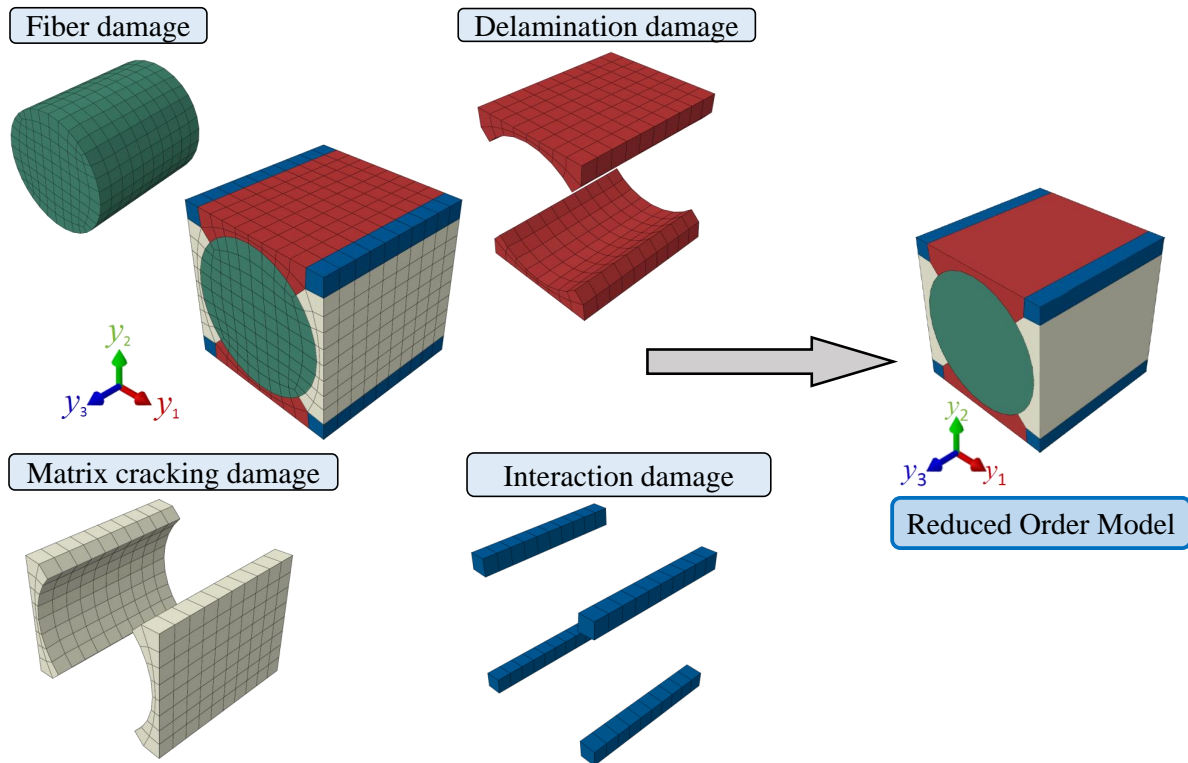 Fiber damage
Delamination damage
y₂
y₃
y₁
Matrix cracking damage
Interaction damage
y₂
y₃
y₁
Reduced Order Model